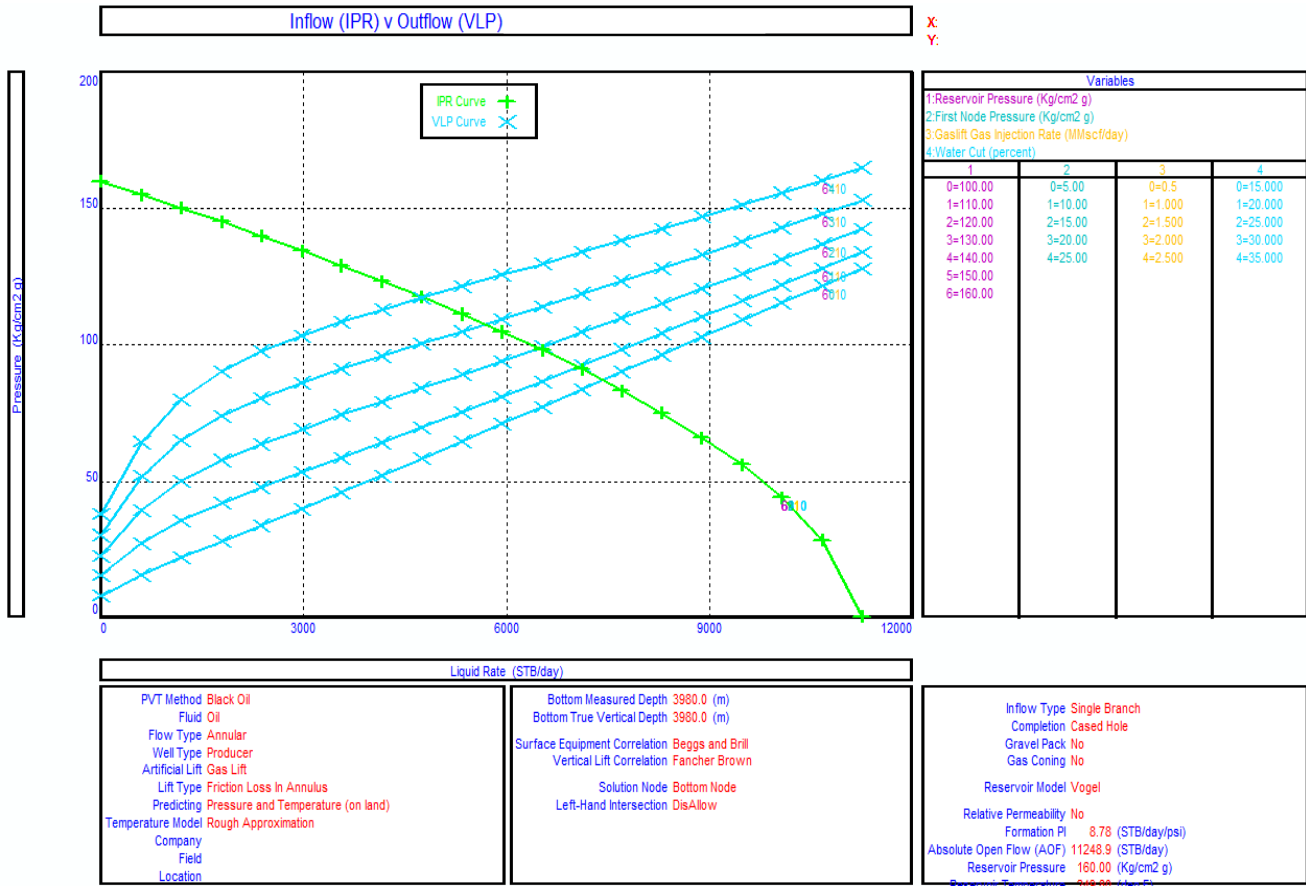 Inflow (IPR) v Outflow (VLP)
X:
Y:
Pressure (Kg/cm2 g)
200
150
100
50
0
IPR Curve
VLP Curve
6410
6310
6210
6110
6010
0
3000
6000
9000
12000
Liquid Rate (STB/day)
Variables
1:Reservoir Pressure (Kg/cm2 g)
2:First Node Pressure (Kg/cm2 g)
3:Gaslift Gas Injection Rate (MMscf/day)
4:Water Cut (percent)
1 2 3 4
0=100.00 0=5.00 0=0.5 0=15.000
1=110.00 1=10.00 1=1.000 1=20.000
2=120.00 2=15.00 2=1.500 2=25.000
3=130.00 3=20.00 3=2.000 3=30.000
4=140.00 4=25.00 4=2.500 4=35.000
5=150.00
6=160.00
PVT Method Black Oil
Fluid Oil
Flow Type Annular
Well Type Producer
Artificial Lift Gas Lift
Lift Type Friction Loss In Annulus
Predicting Pressure and Temperature (on land)
Temperature Model Rough Approximation
Company
Field
Location
Bottom Measured Depth 3980.0 (m)
Bottom True Vertical Depth 3980.0 (m)
Surface Equipment Correlation Beggs and Brill
Vertical Lift Correlation Fancher Brown
Solution Node Bottom Node
Left-Hand Intersection DisAllow
Inflow Type Single Branch
Completion Cased Hole
Gravel Pack No
Gas Coning No
Reservoir Model Vogel
Relative Permeability No
Formation PI 8.78 (STB/day/psi)
Absolute Open Flow (AOF) 11248.9 (STB/day)
Reservoir Pressure 160.00 (Kg/cm2 g)